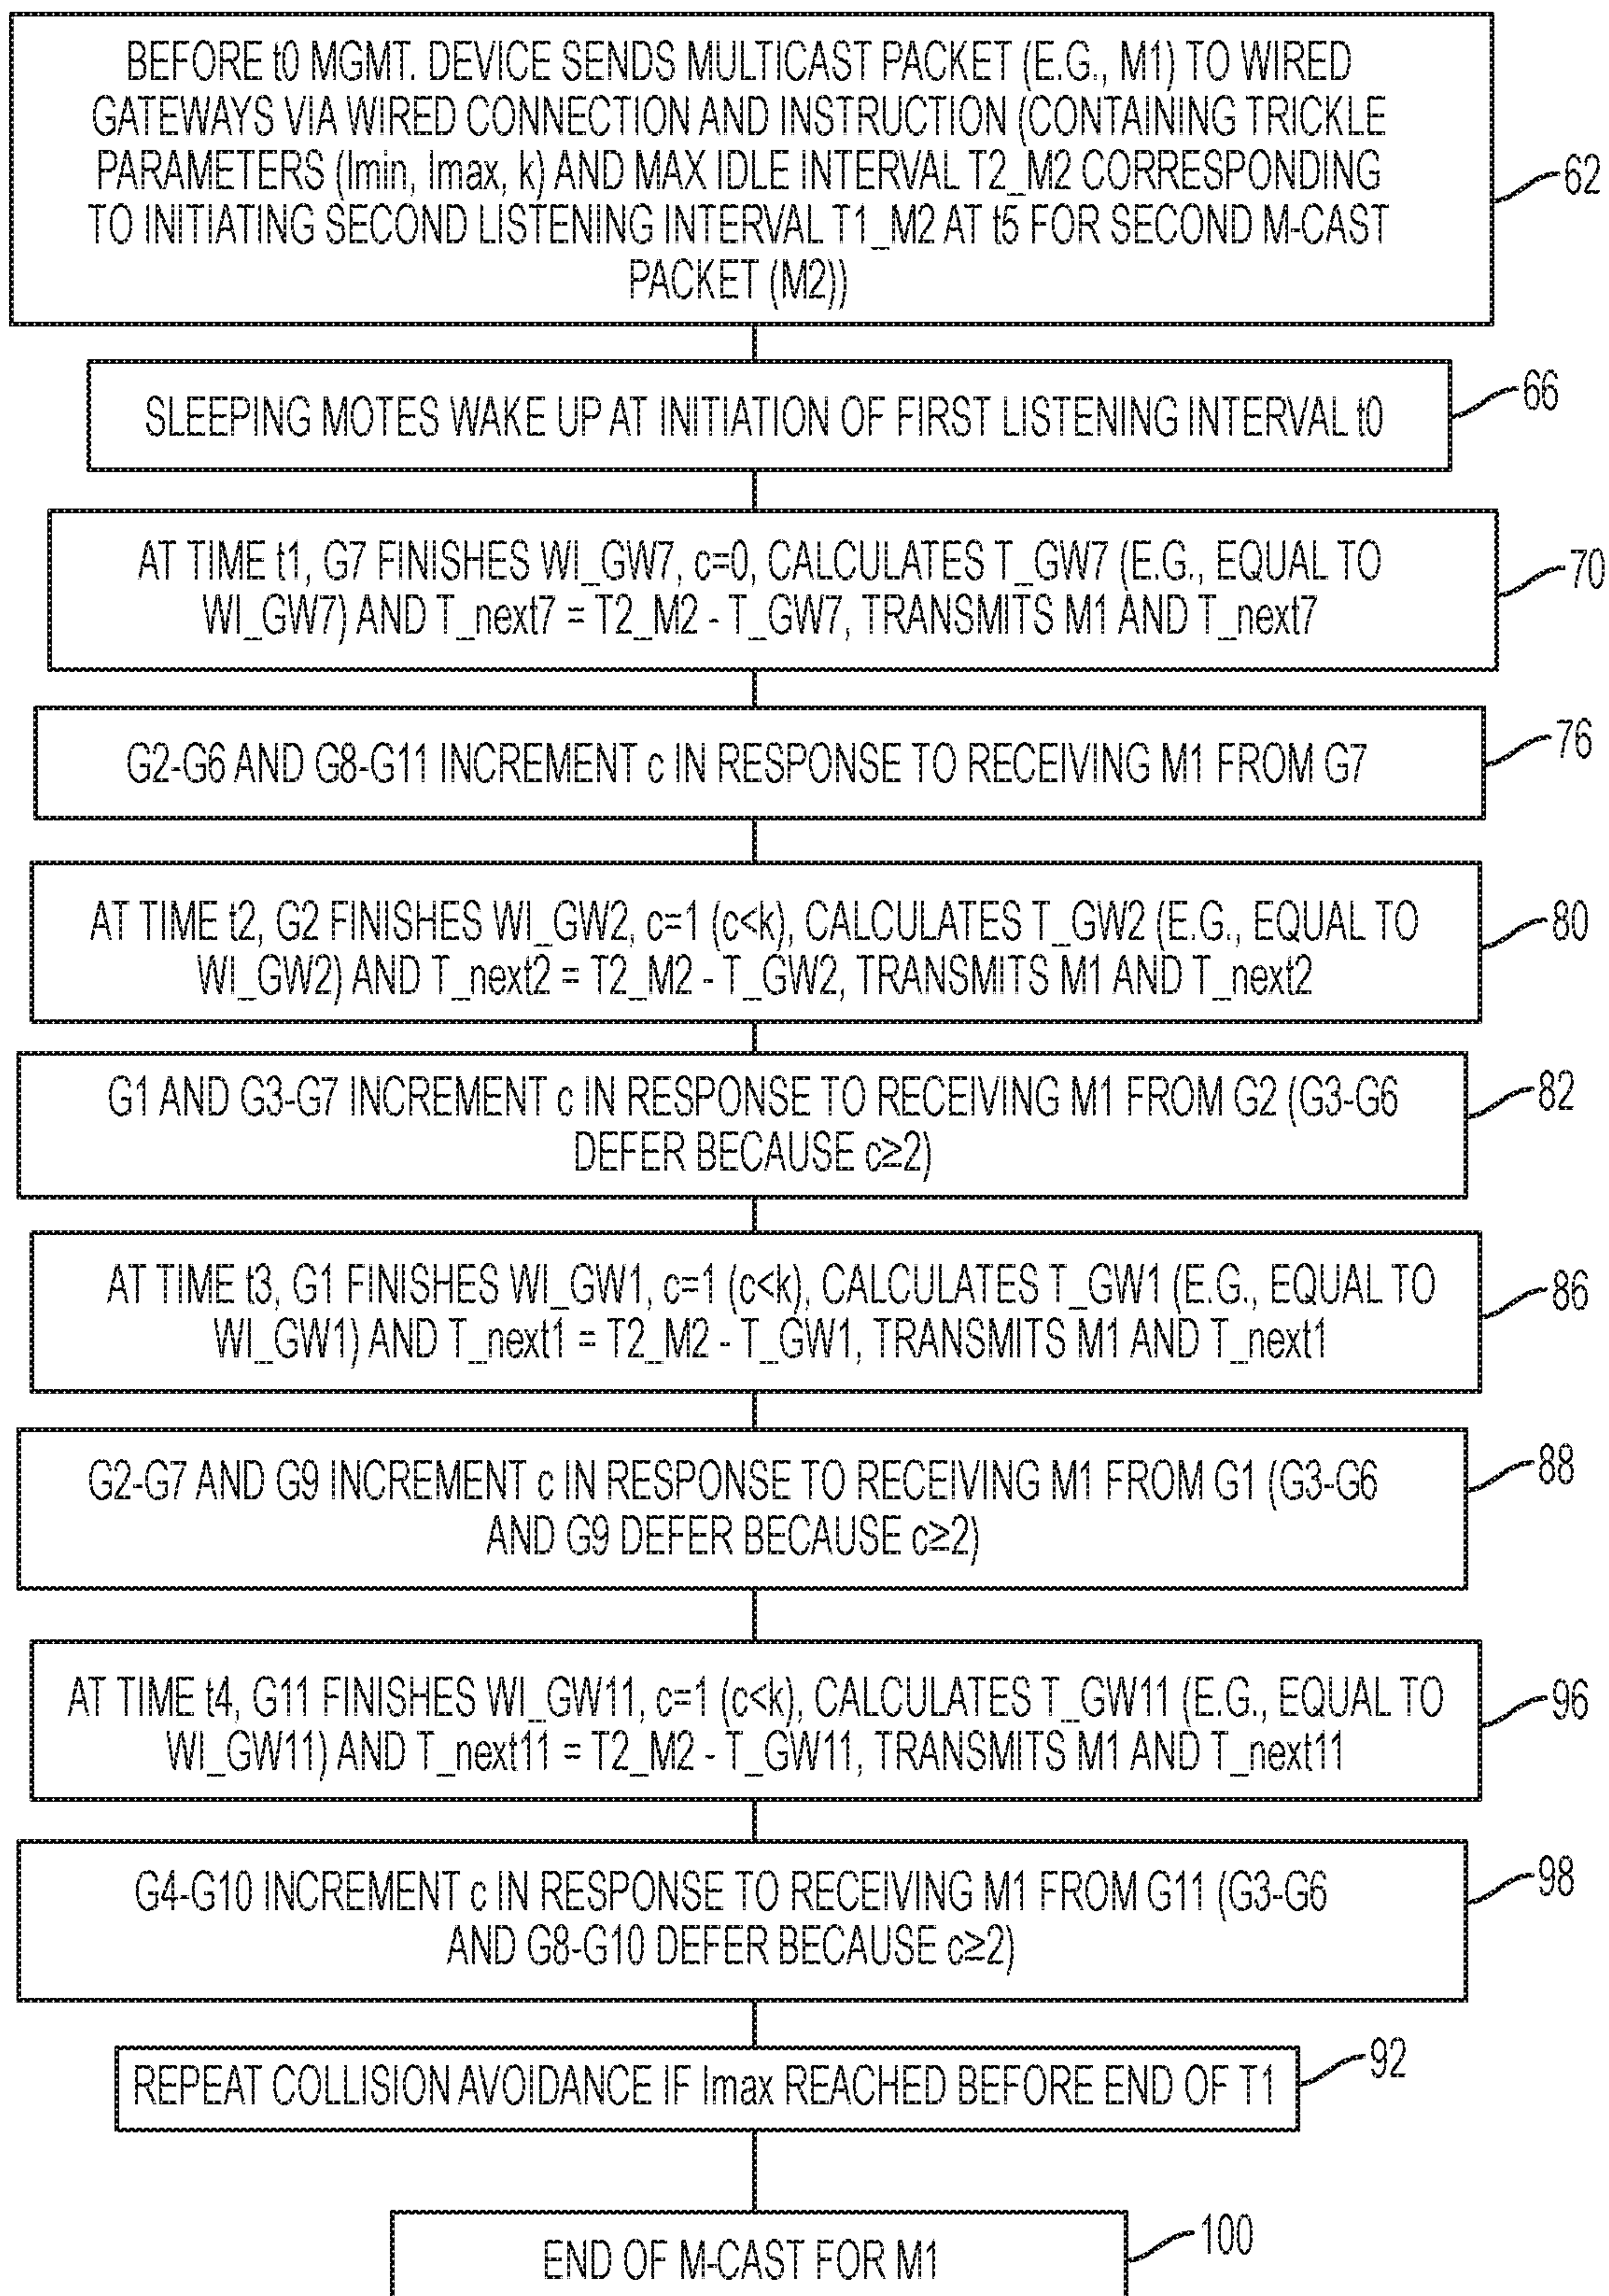 BEFORE t0 MGMT. DEVICE SENDS MULTICAST PACKET (E.G., M1) TO WIRED
GATEWAYS VIA WIRED CONNECTION AND INSTRUCTION (CONTAINING TRICKLE
PARAMETERS (Imin, Imax, k) AND MAX IDLE INTERVAL T2_M2 CORRESPONDING
TO INITIATING SECOND LISTENING INTERVAL T1_M2 AT t5 FOR SECOND M-CAST
PACKET (M2))
62
SLEEPING MOTES WAKE UP AT INITIATION OF FIRST LISTENING INTERVAL t0
66
AT TIME t1, G7 FINISHES WI_GW7, c=0, CALCULATES T_GW7 (E.G., EQUAL TO
WI_GW7) AND T_next7 = T2_M2 - T_GW7, TRANSMITS M1 AND T_next7
70
G2-G6 AND G8-G11 INCREMENT c IN RESPONSE TO RECEIVING M1 FROM G7
76
AT TIME t2, G2 FINISHES WI_GW2, c=1 (c<k), CALCULATES T_GW2 (E.G., EQUAL TO
WI_GW2) AND T_next2 = T2_M2 - T_GW2, TRANSMITS M1 AND T_next2
80
G1 AND G3-G7 INCREMENT c IN RESPONSE TO RECEIVING M1 FROM G2 (G3-G6
DEFER BECAUSE c≥2)
82
AT TIME t3, G1 FINISHES WI_GW1, c=1 (c<k), CALCULATES T_GW1 (E.G., EQUAL TO
WI_GW1) AND T_next1 = T2_M2 - T_GW1, TRANSMITS M1 AND T_next1
86
G2-G7 AND G9 INCREMENT c IN RESPONSE TO RECEIVING M1 FROM G1 (G3-G6
AND G9 DEFER BECAUSE c≥2)
88
AT TIME t4, G11 FINISHES WI_GW11, c=1 (c<k), CALCULATES T_GW11 (E.G., EQUAL TO
WI_GW11) AND T_next11 = T2_M2 - T_GW11, TRANSMITS M1 AND T_next11
96
G4-G10 INCREMENT c IN RESPONSE TO RECEIVING M1 FROM G11 (G3-G6
AND G8-G10 DEFER BECAUSE c≥2)
98
REPEAT COLLISION AVOIDANCE IF Imax REACHED BEFORE END OF T1
92
END OF M-CAST FOR M1
100